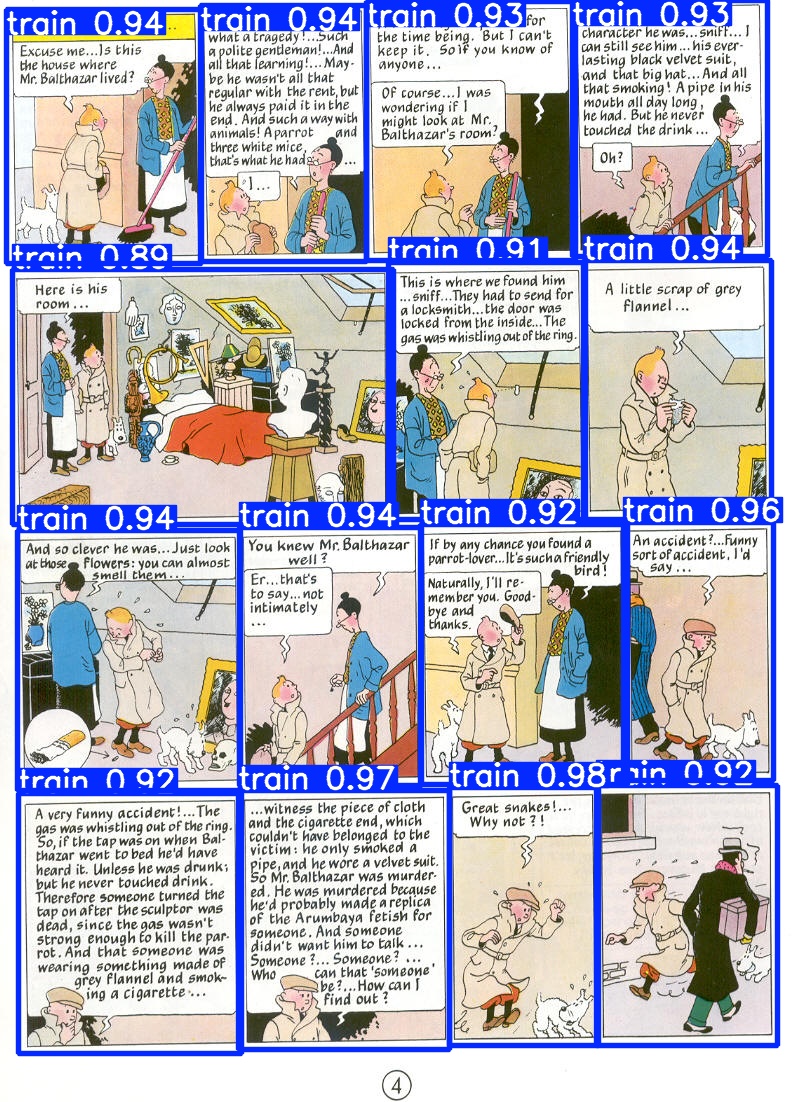 train 0.94
Excuse me...Is this
the house where
Mr. Balthazar lived?
train 0.94
what a tragedy!...Such
a polite gentleman!...And
all that learning!... May-
be he wasn't all that
regular with the rent, but
he always paid it in the
end. And such a way with
animals! A parrot and
three white mice,
that's what he had ...
I...
train 0.93
for
the time being. But I can't
keep it. So if you know of
anyone ...
Of course...I was
wondering if I
might look at Mr.
Balthazar's room?
train 0.93
character he was...sniff... I
can still see him ... his ever-
lasting black velvet suit,
and that big hat... And all
that smoking! A pipe in his
mouth all day long,
he had. But he never
touched the drink ...
Oh?
train 0.89
Here is his
room ...
train 0.91
This is where we found him
...sniff...They had to send for
a locksmith...the door was
locked from the inside...The
gas was whistling out of the ring.
train 0.94
A little scrap of grey
flannel ...
train 0.94
And so clever he was...Just look
at those flowers: you can almost
smell them ...
train 0.94
You knew Mr. Balthazar
well?
Er...that's
to say...not
intimately
...
train 0.92
If by any chance you found a
parrot-lover... It's such a friendly
bird!
Naturally, I'll re-
member you. Good-
bye and
thanks.
train 0.96
An accident?...Funny
sort of accident, I'd
say ...
train 0.92
A very funny accident!... The
gas was whistling out of the ring.
So, if the tap was on when Bal-
thazar went to bed he'd have
heard it. Unless he was drunk;
but he never touched drink.
Therefore someone turned the
tap on after the sculptor was
dead, since the gas wasn't
strong enough to kill the par-
rot. And that someone was
wearing something made of
grey flannel and smok-
ing a cigarette ...
train 0.97
...witness the piece of cloth
and the cigarette end, which
couldn't have belonged to the
victim: he only smoked a
pipe, and he wore a velvet suit.
So Mr. Balthazar was murder-
ed. He was murdered because
he'd probably made a replica
of the Arumbaya fetish for
someone. And someone
didn't want him to talk ...
Someone ?... Someone? ...
Who can that 'someone'
be?...How can I
find out?
train 0.98
Great snakes!...
Why not?!
train 0.92
4